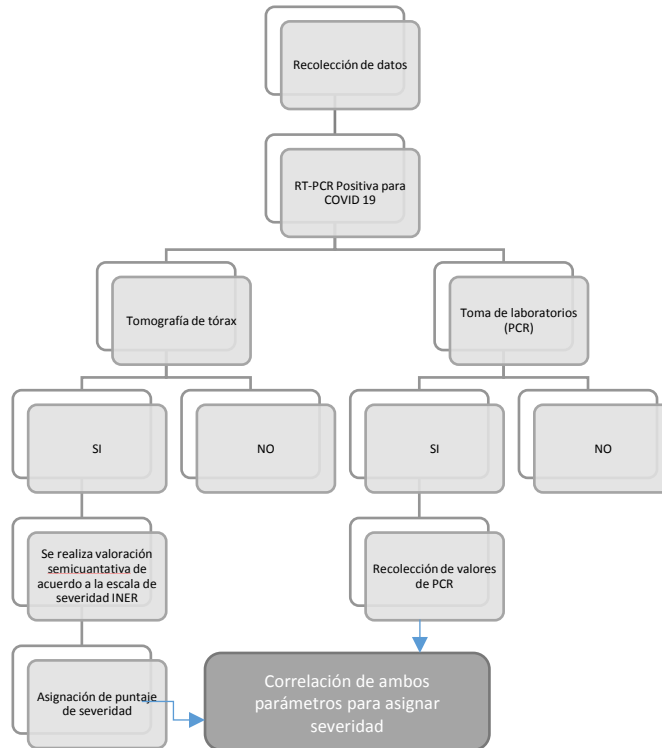 Recolección de datos
RT-PCR Positiva para
COVID 19
Tomografía de tórax
Toma de laboratorios
(PCR)
SI
NO
SI
NO
Se realiza valoración
semicuantativa de
acuerdo a la escala de
severidad INER
Recolección de valores
de PCR
Asignación de puntaje
de severidad
Correlación de ambos
parámetros para asignar
severidad